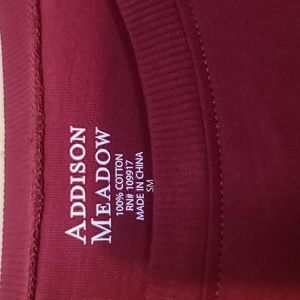 ADDISON
MEADOW
100% COTTON
RN# 109917
MADE IN CHINA
SM